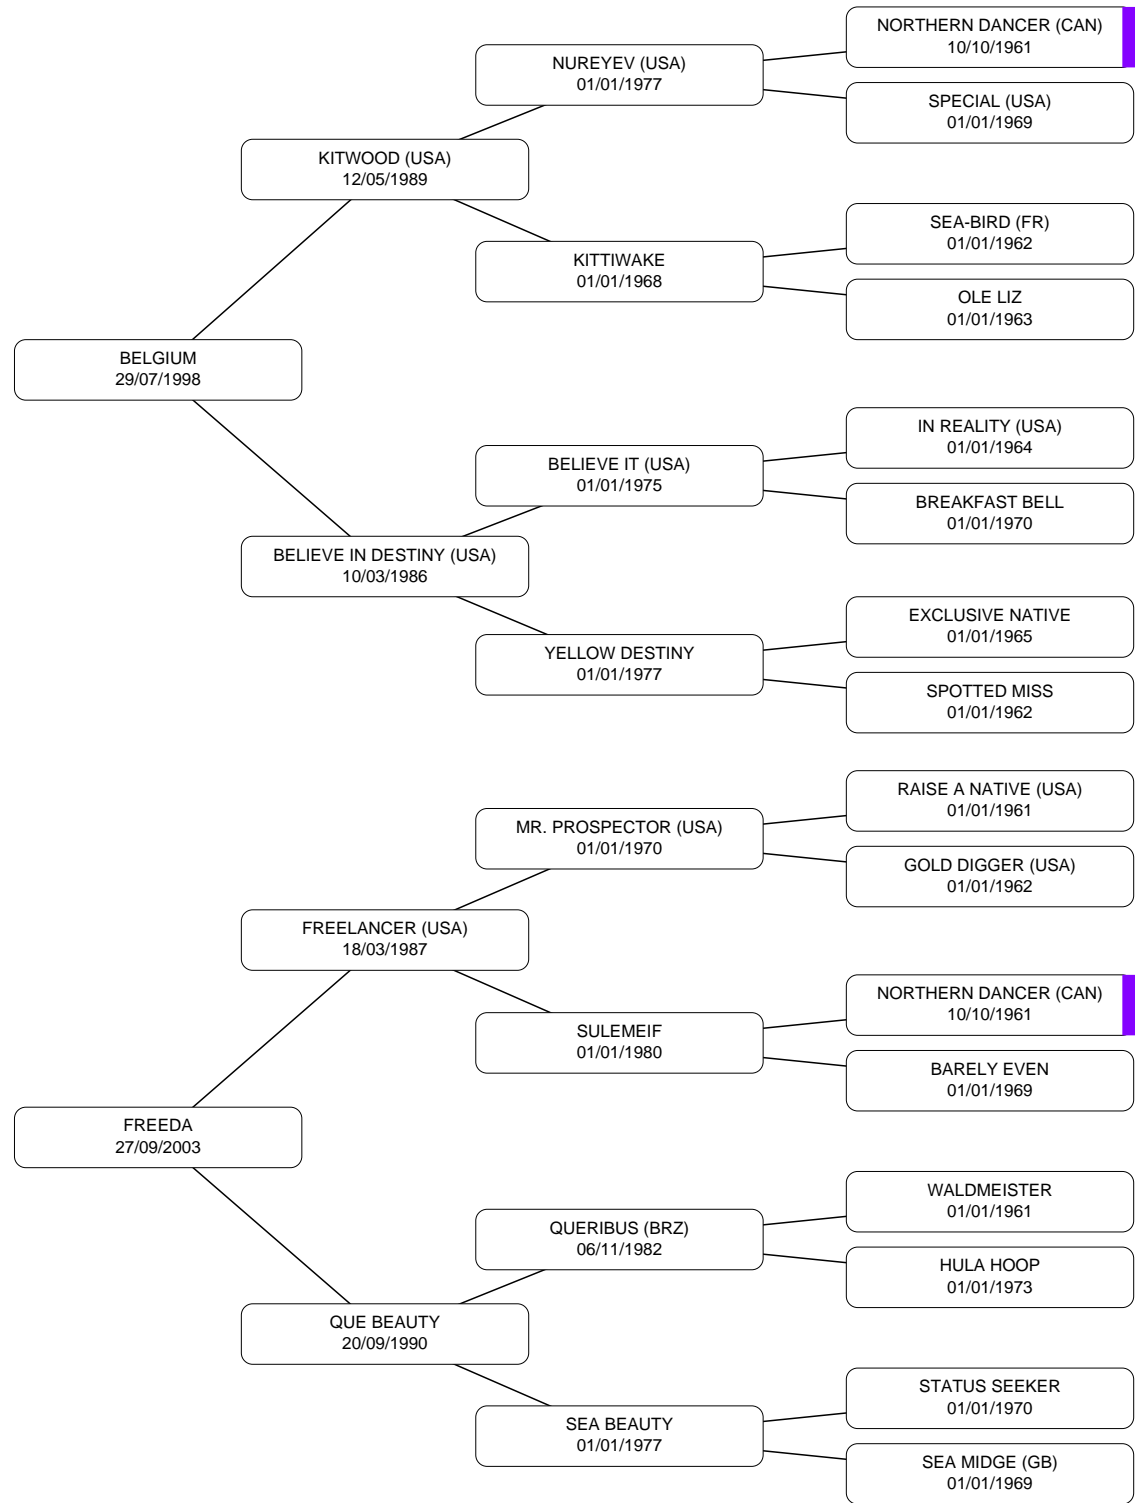 NORTHERN DANCER (CAN)
10/10/1961
NUREYEV (USA)
01/01/1977
SPECIAL (USA)
01/01/1969
KITWOOD (USA)
12/05/1989
SEA-BIRD (FR)
01/01/1962
KITTIWAKE
01/01/1968
OLE LIZ
01/01/1963
BELGIUM
29/07/1998
IN REALITY (USA)
01/01/1964
BELIEVE IT (USA)
01/01/1975
BREAKFAST BELL
01/01/1970
BELIEVE IN DESTINY (USA)
10/03/1986
EXCLUSIVE NATIVE
01/01/1965
YELLOW DESTINY
01/01/1977
SPOTTED MISS
01/01/1962
RAISE A NATIVE (USA)
01/01/1961
MR. PROSPECTOR (USA)
01/01/1970
GOLD DIGGER (USA)
01/01/1962
FREELANCER (USA)
18/03/1987
NORTHERN DANCER (CAN)
10/10/1961
SULEMEIF
01/01/1980
BARELY EVEN
01/01/1969
FREEDA
27/09/2003
WALDMEISTER
01/01/1961
QUERIBUS (BRZ)
06/11/1982
HULA HOOP
01/01/1973
QUE BEAUTY
20/09/1990
STATUS SEEKER
01/01/1970
SEA BEAUTY
01/01/1977
SEA MIDGE (GB)
01/01/1969